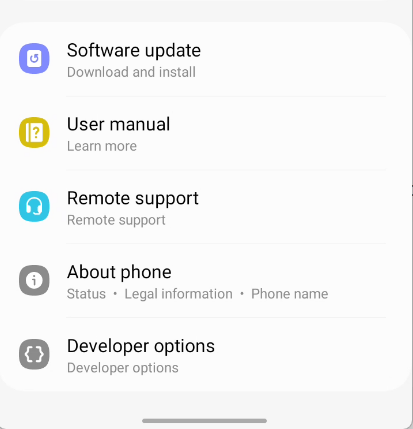 Software update
Download and install
User manual
Learn more
Remote support
Remote support
About phone
Status • Legal information • Phone name
Developer options
Developer options